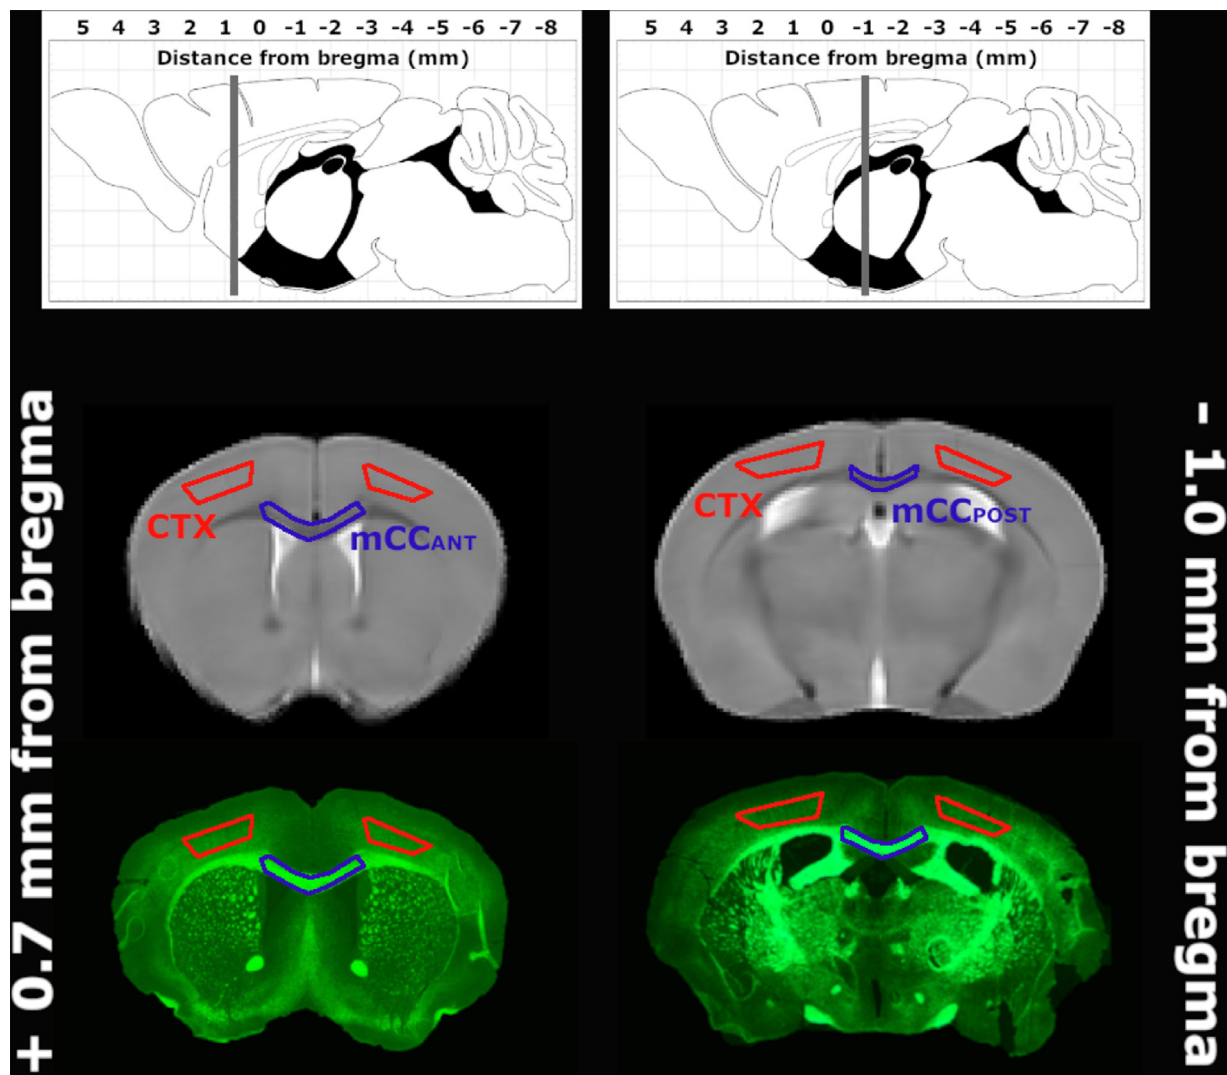 5 4 3 2 1 0 -1 -2 -3 -4 -5 -6 -7 -8
Distance from bregma (mm)
5 4 3 2 1 0 -1 -2 -3 -4 -5 -6 -7 -8
Distance from bregma (mm)
+ 0.7 mm from bregma
CTX
mCCANT
CTX
mCCPOST
- 1.0 mm from bregma